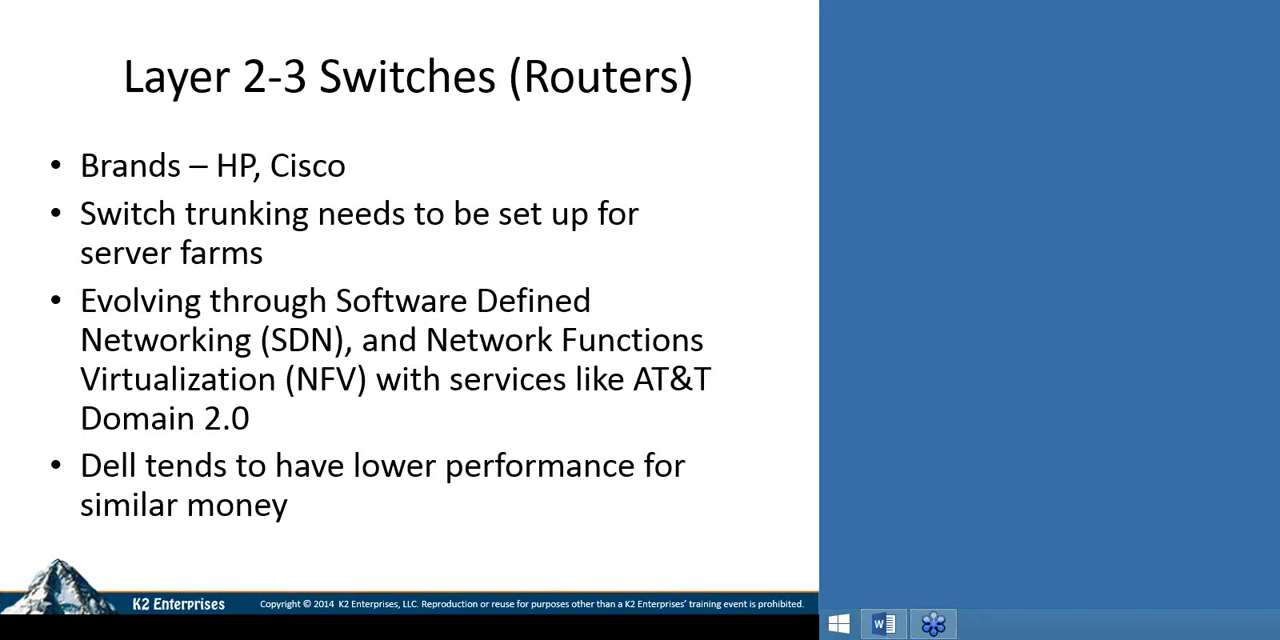 Layer 2-3 Switches (Routers)
• Brands – HP, Cisco
• Switch trunking needs to be set up for
server farms
• Evolving through Software Defined
Networking (SDN), and Network Functions
Virtualization (NFV) with services like AT&T
Domain 2.0
• Dell tends to have lower performance for
similar money
K2 Enterprises
Copyright © 2014 K2 Enterprises, LLC. Reproduction or reuse for purposes other than a K2 Enterprises' training event is prohibited.
W